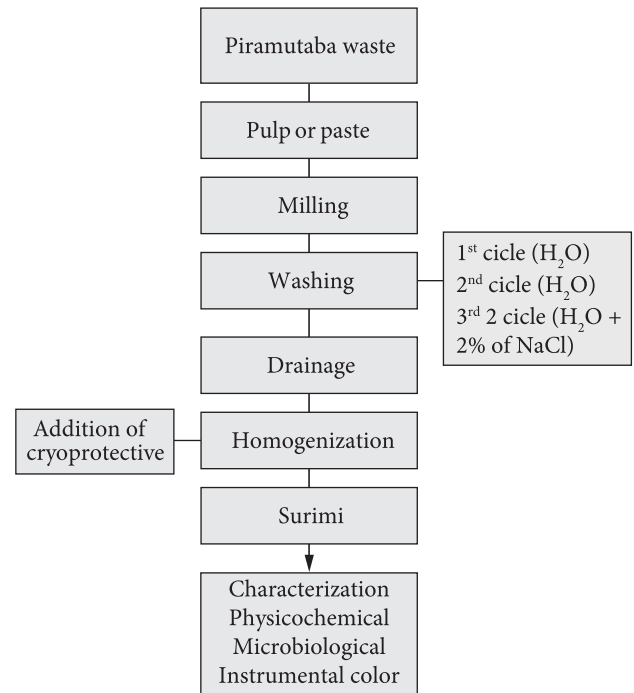 Piramutaba waste
Pulp or paste
Milling
Washing
1st cicle (H2O)
2nd cicle (H2O)
3rd 2 cicle (H2O +
2% of NaCl)
Drainage
Addition of
cryoprotective
Homogenization
Surimi
Characterization
Physicochemical
Microbiological
Instrumental color